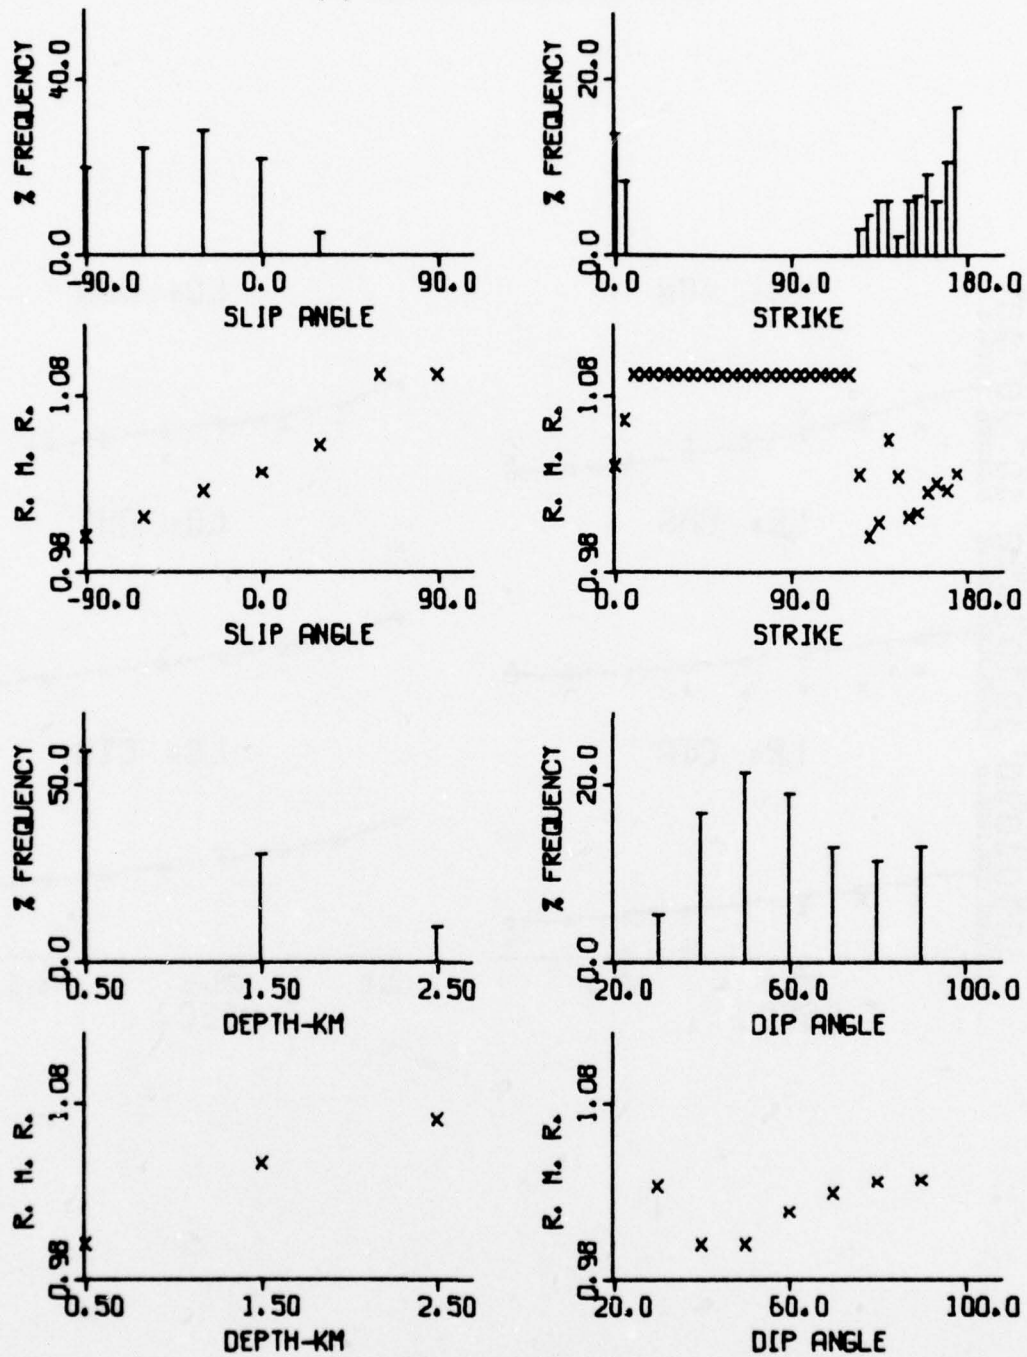 % FREQUENCY
40.0
0.0
-90.0 0.0 90.0
SLIP ANGLE
% FREQUENCY
20.0
0.0
0.0 90.0 180.0
STRIKE
R. M. R.
1.08
0.98
-90.0 0.0 90.0
SLIP ANGLE
R. M. R.
1.08
0.98
0.0 90.0 180.0
STRIKE
% FREQUENCY
50.0
0.0
0.50 1.50 2.50
DEPTH-KM
% FREQUENCY
20.0
0.0
20.0 60.0 100.0
DIP ANGLE
R. M. R.
1.08
0.98
0.50 1.50 2.50
DEPTH-KM
R. M. R.
1.08
0.98
20.0 60.0 100.0
DIP ANGLE